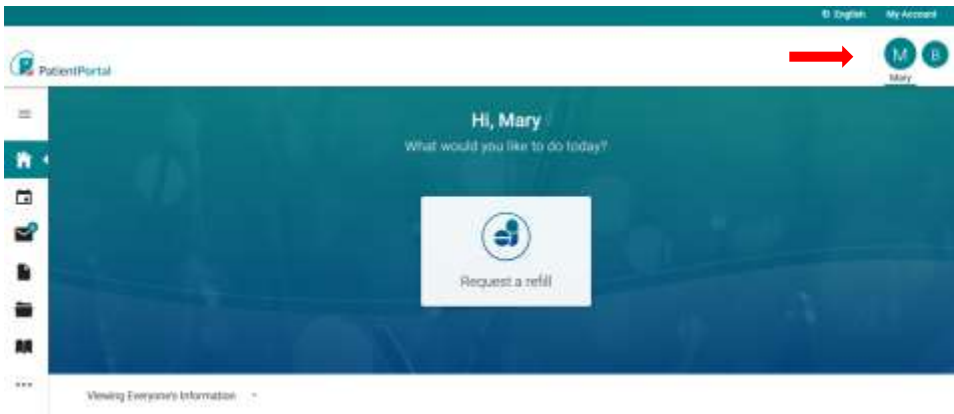 English My Account
M B
PatientPortal
Mary
Hi, Mary
What would you like to do today?
Request a refill
Viewing Everyone's Information